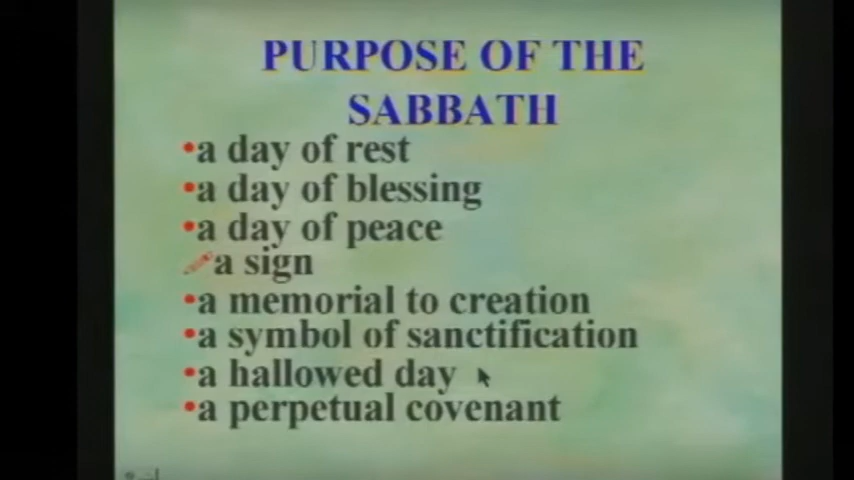 PURPOSE OF THE
SABBATH
•a day of rest
•a day of blessing
•a day of peace
a sign
•a memorial to creation
•a symbol of sanctification
•a hallowed day
•a perpetual covenant